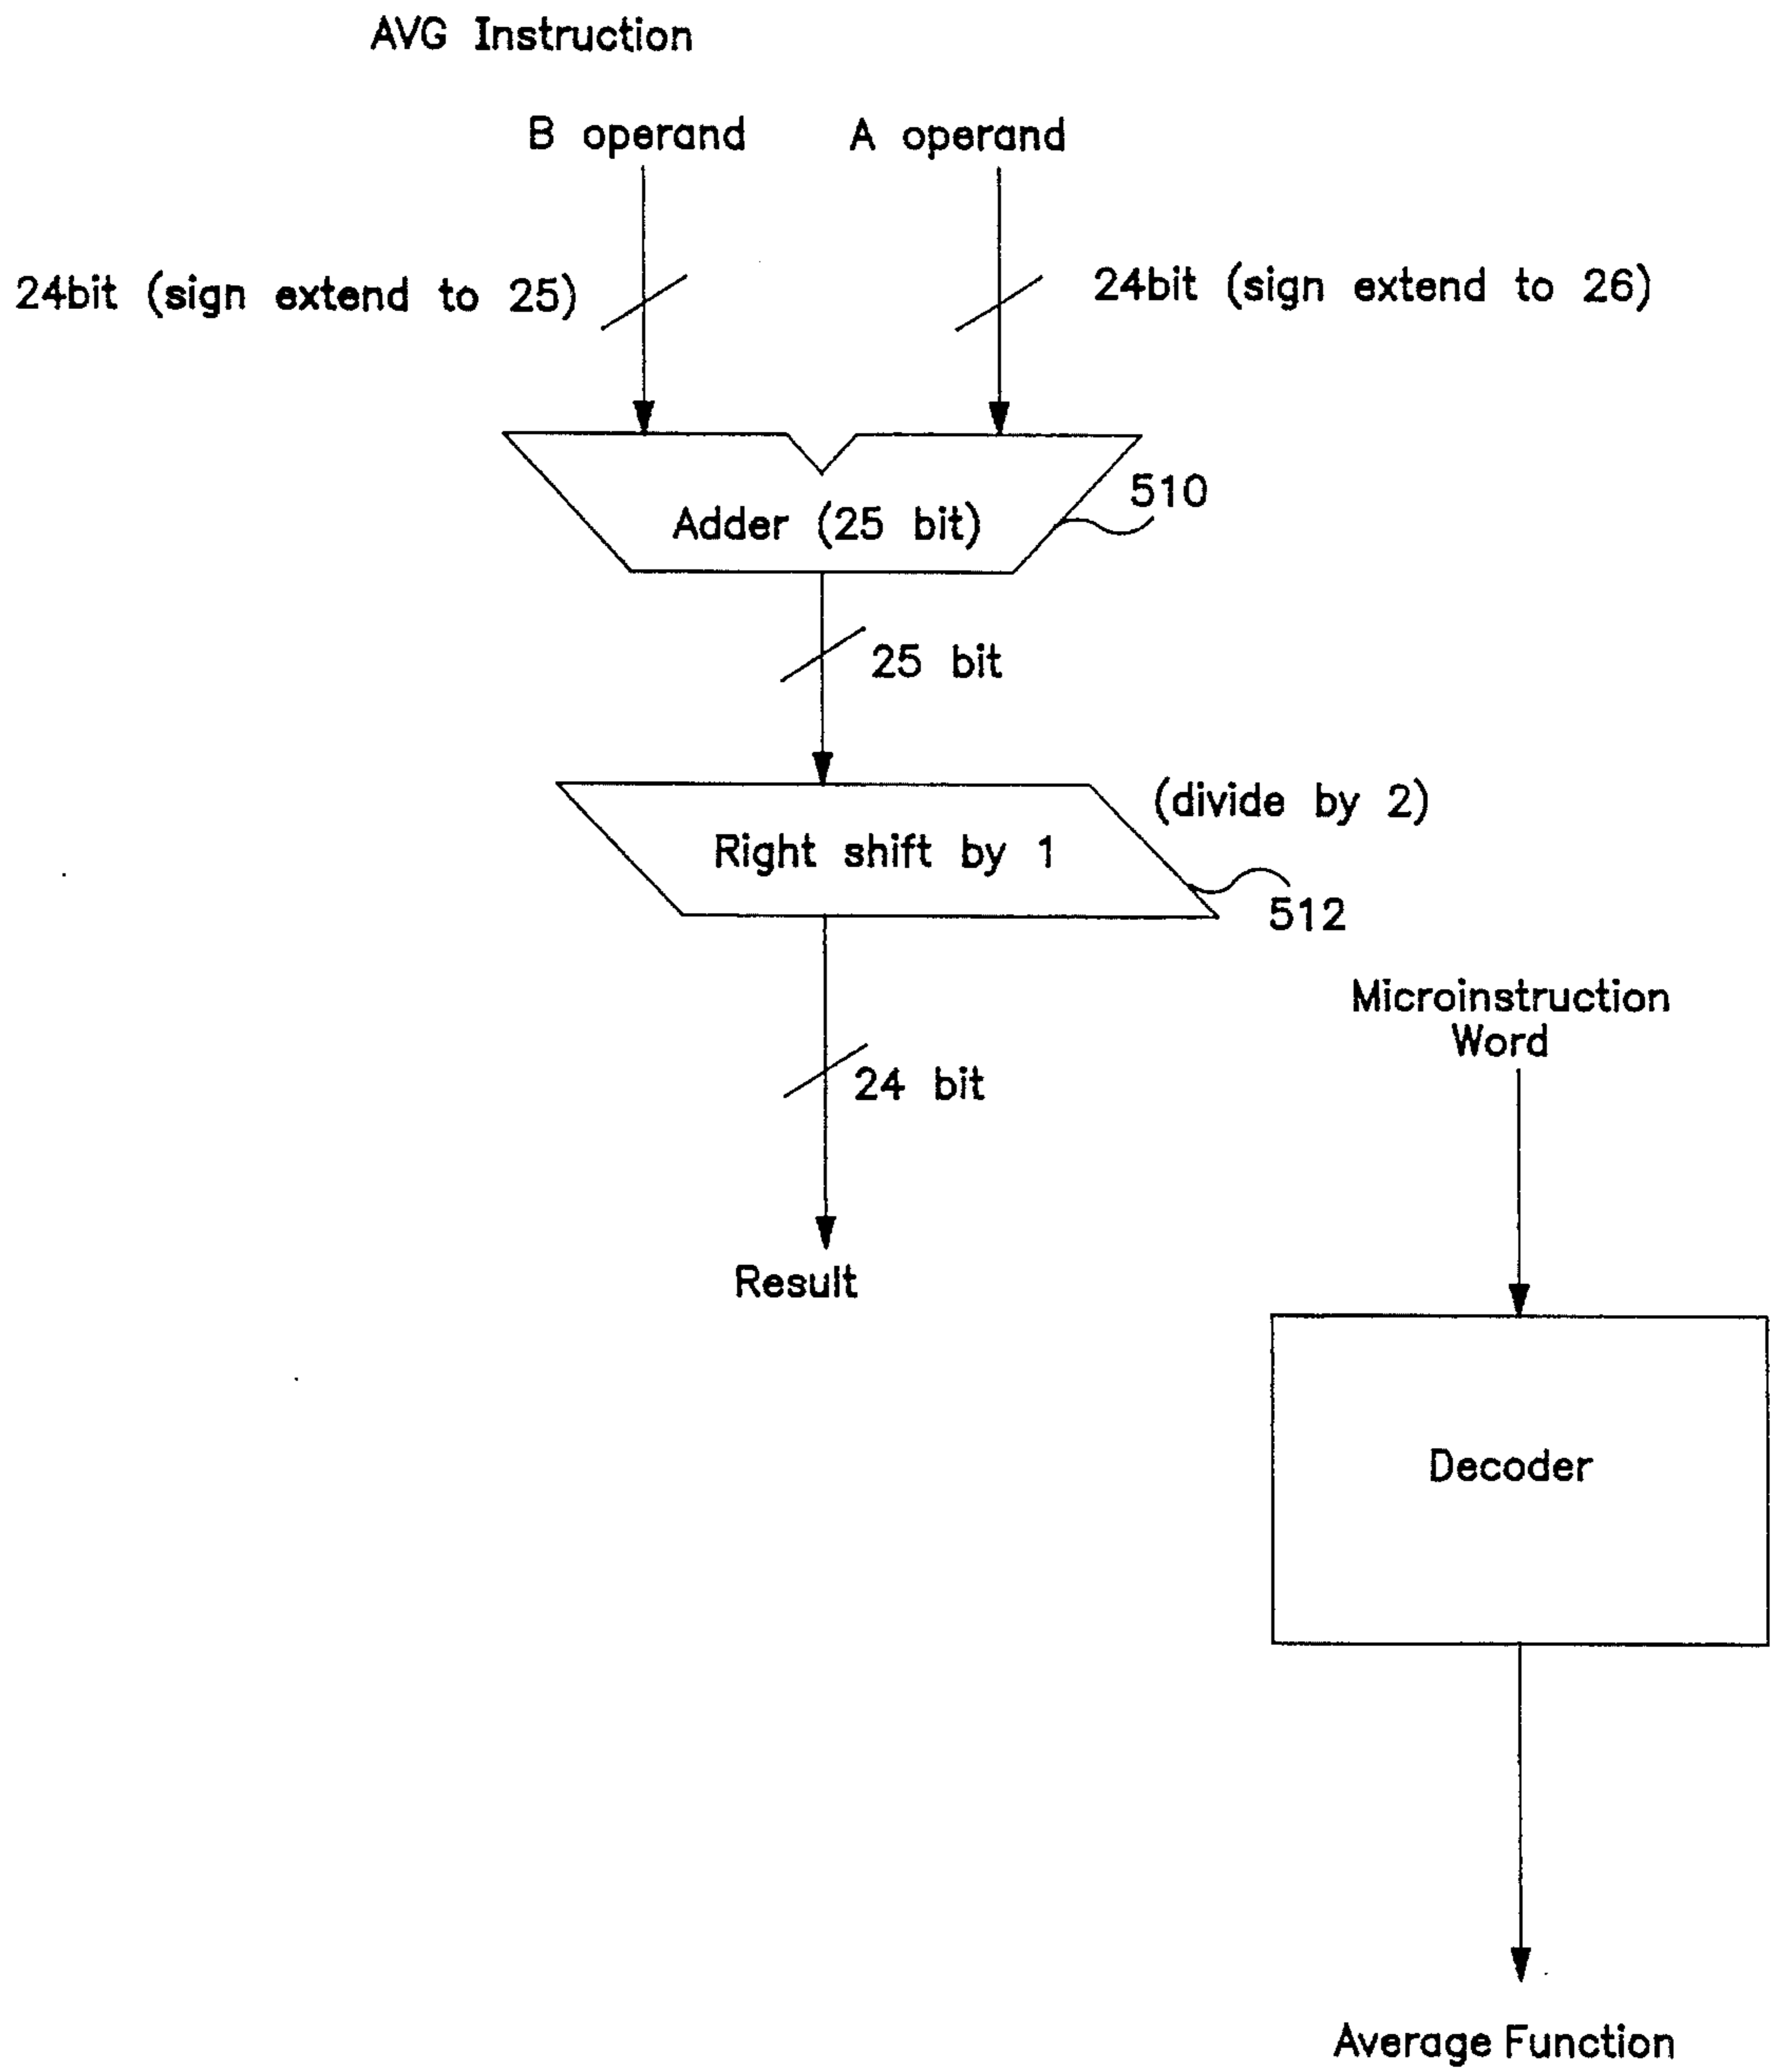 AVG Instruction
B operand
A operand
24bit (sign extend to 25)
24bit (sign extend to 26)
Adder (25 bit)
510
25 bit
(divide by 2)
Right shift by 1
512
24 bit
Result
Microinstruction
Word
Decoder
Average Function